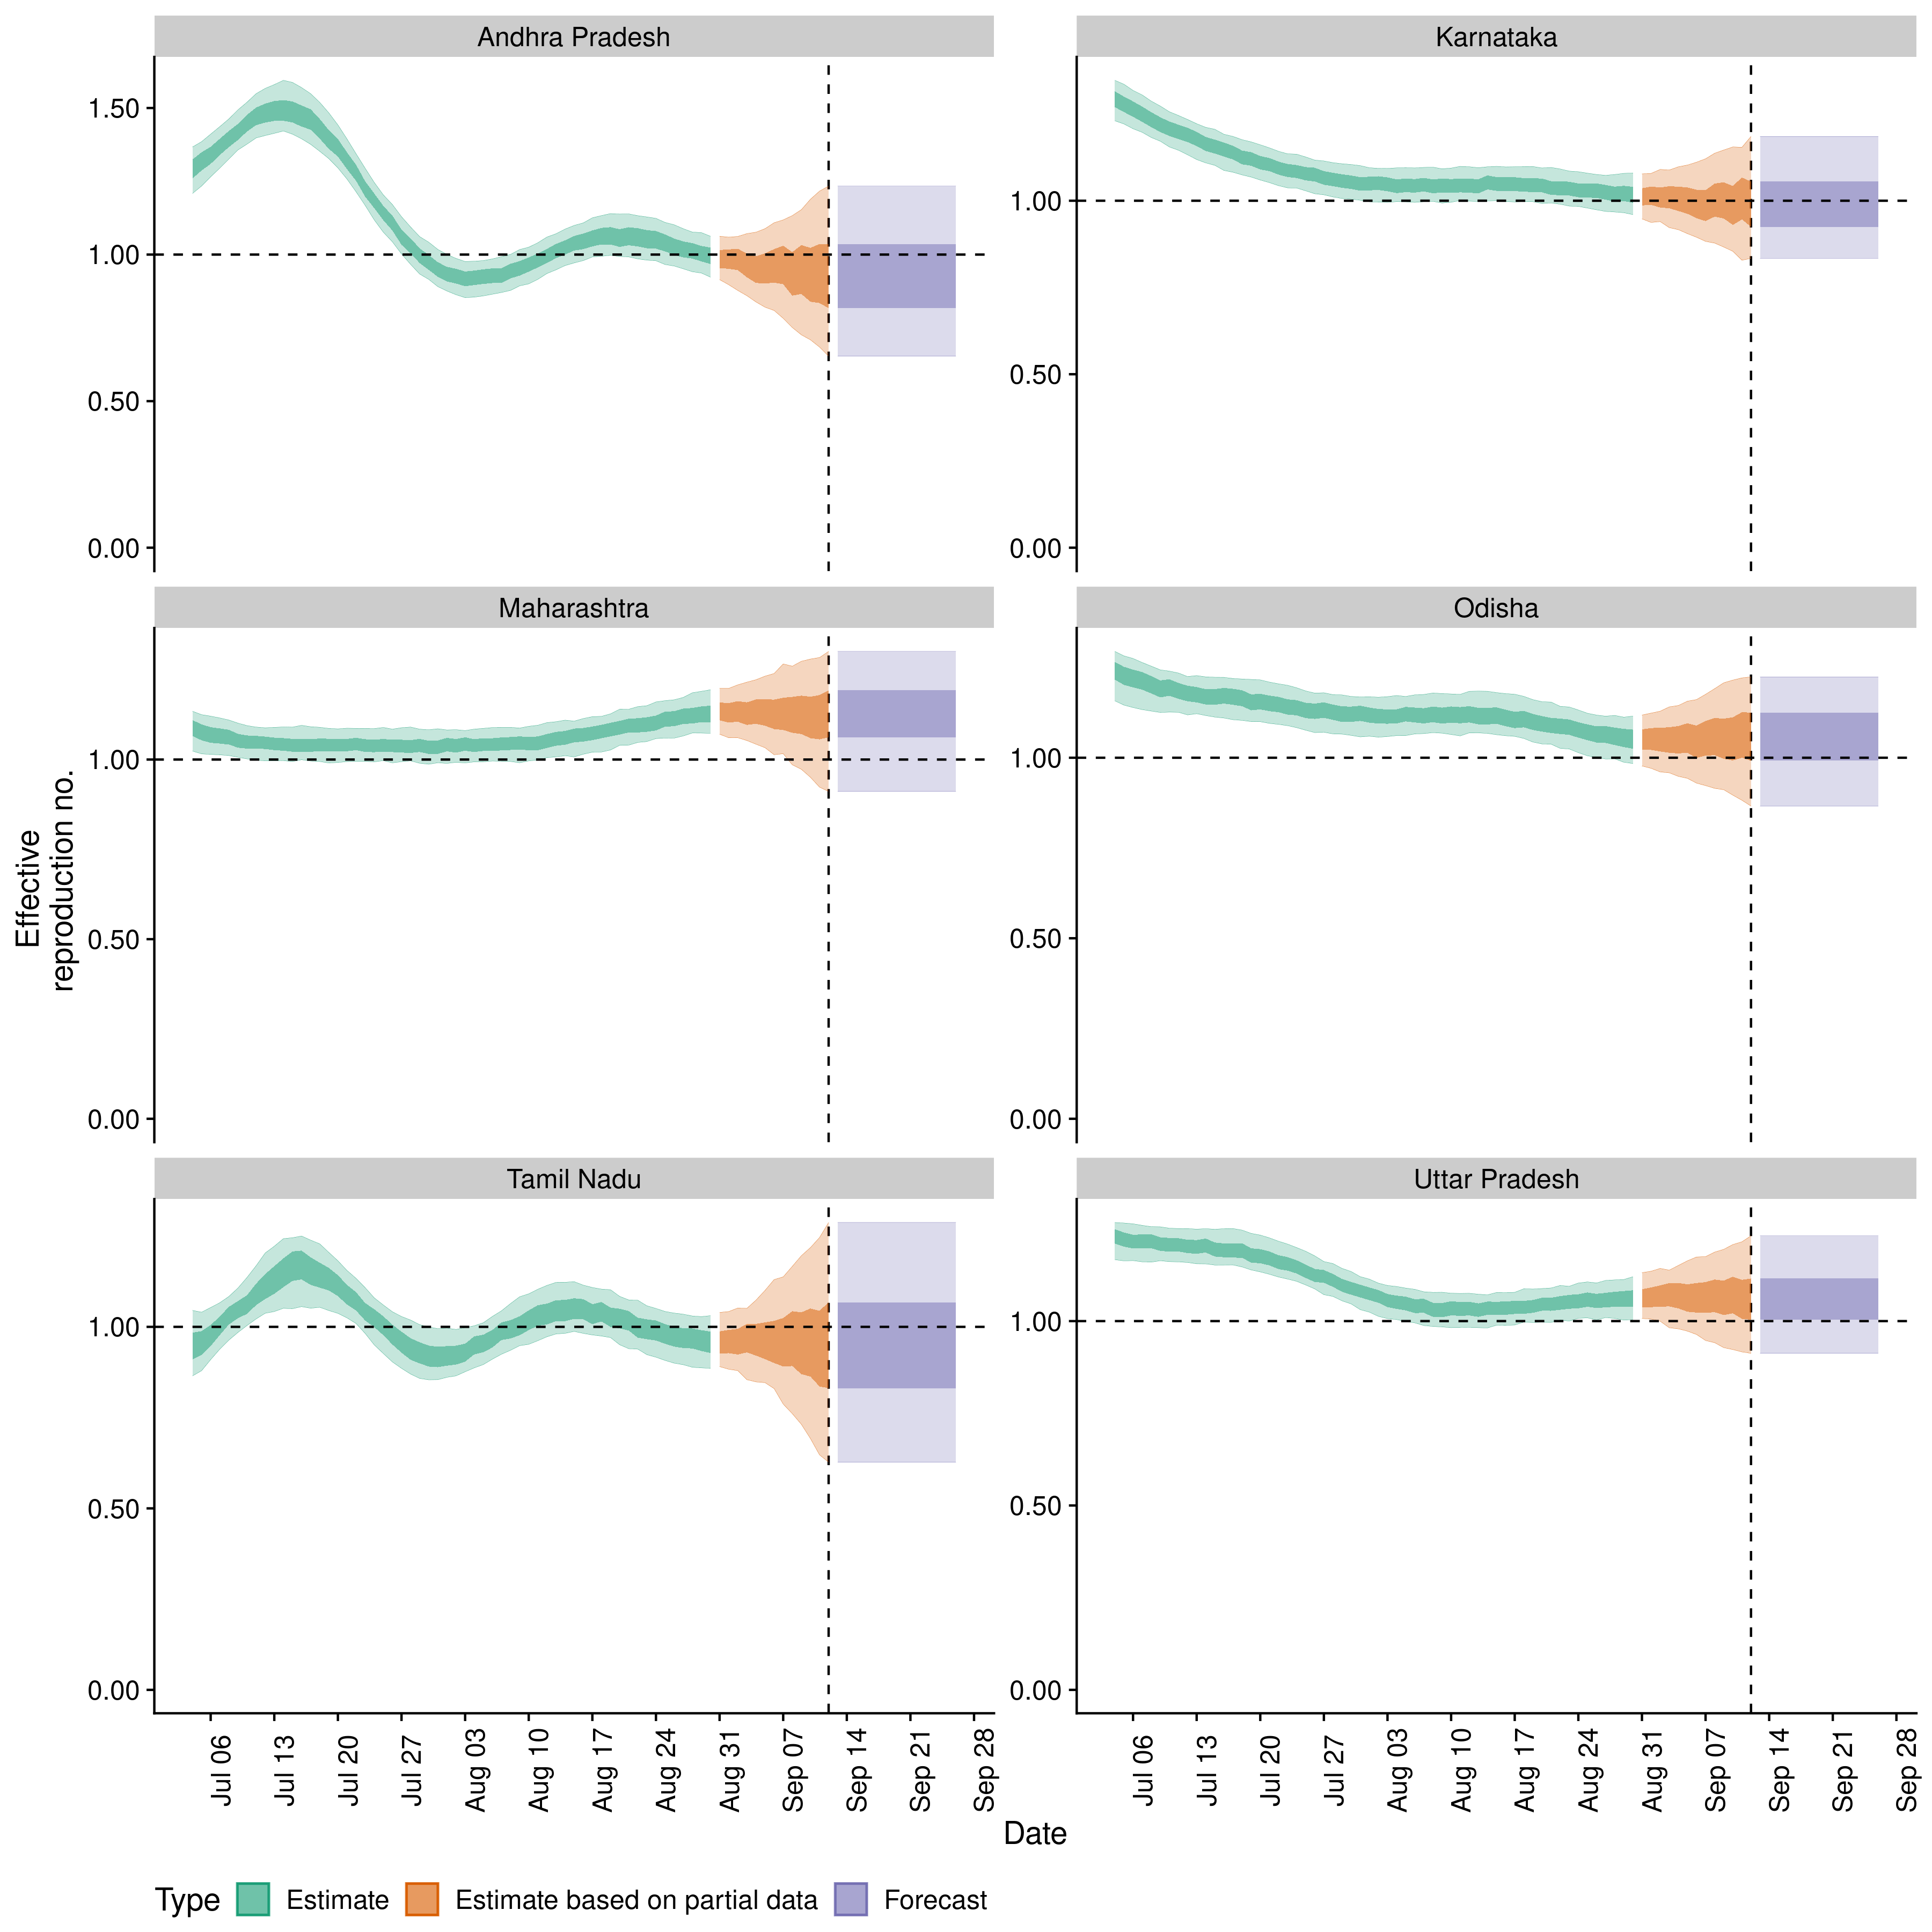 Andhra Pradesh
Karnataka
1.50
1.00
0.50
0.00
1.00
0.50
0.00
Maharashtra
Odisha
1.00
0.50
0.00
1.00
0.50
0.00
Effective
reproduction no.
Tamil Nadu
Uttar Pradesh
1.00
0.50
0.00
1.00
0.50
0.00
Jul 06
Jul 13
Jul 20
Jul 27
Aug 03
Aug 10
Aug 17
Aug 24
Aug 31
Sep 07
Sep 14
Sep 21
Sep 28
Jul 06
Jul 13
Jul 20
Jul 27
Aug 03
Aug 10
Aug 17
Aug 24
Aug 31
Sep 07
Sep 14
Sep 21
Sep 28
Date
Type Estimate Estimate based on partial data Forecast